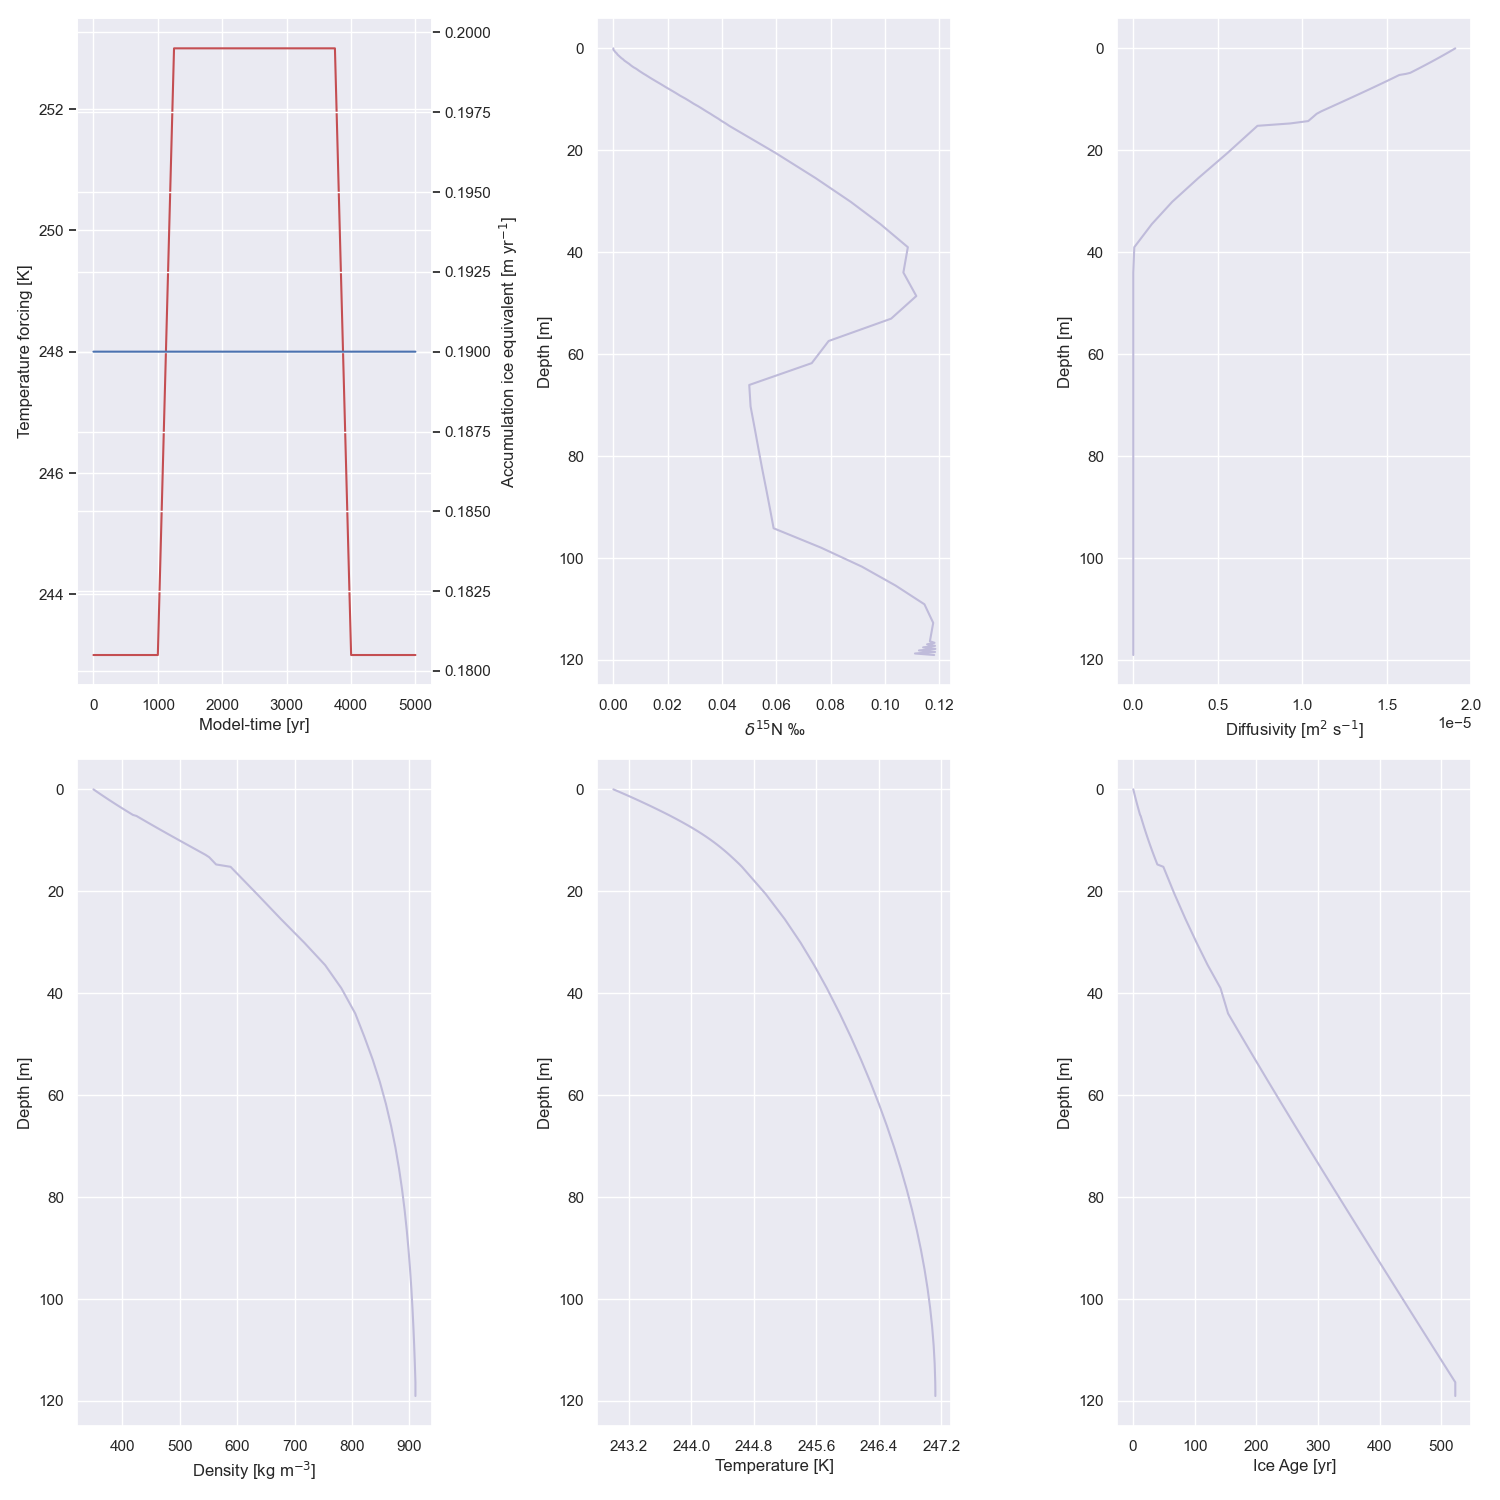 Temperature forcing [K]
252
250
248
246
244
0.2000
0.1975
0.1950
0.1925
0.1900
0.1875
0.1850
0.1825
0.1800
Accumulation ice equivalent [m yr⁻¹]
0 1000 2000 3000 4000 5000
Model-time [yr]
Depth [m]
0
20
40
60
80
100
120
0.00 0.02 0.04 0.06 0.08 0.10 0.12
δ¹⁵N ‰
Depth [m]
0
20
40
60
80
100
120
0.0 0.5 1.0 1.5 2.0
1e−5
Diffusivity [m² s⁻¹]
Depth [m]
0
20
40
60
80
100
120
400 500 600 700 800 900
Density [kg m⁻³]
Depth [m]
0
20
40
60
80
100
120
243.2 244.0 244.8 245.6 246.4 247.2
Temperature [K]
Depth [m]
0
20
40
60
80
100
120
0 100 200 300 400 500
Ice Age [yr]